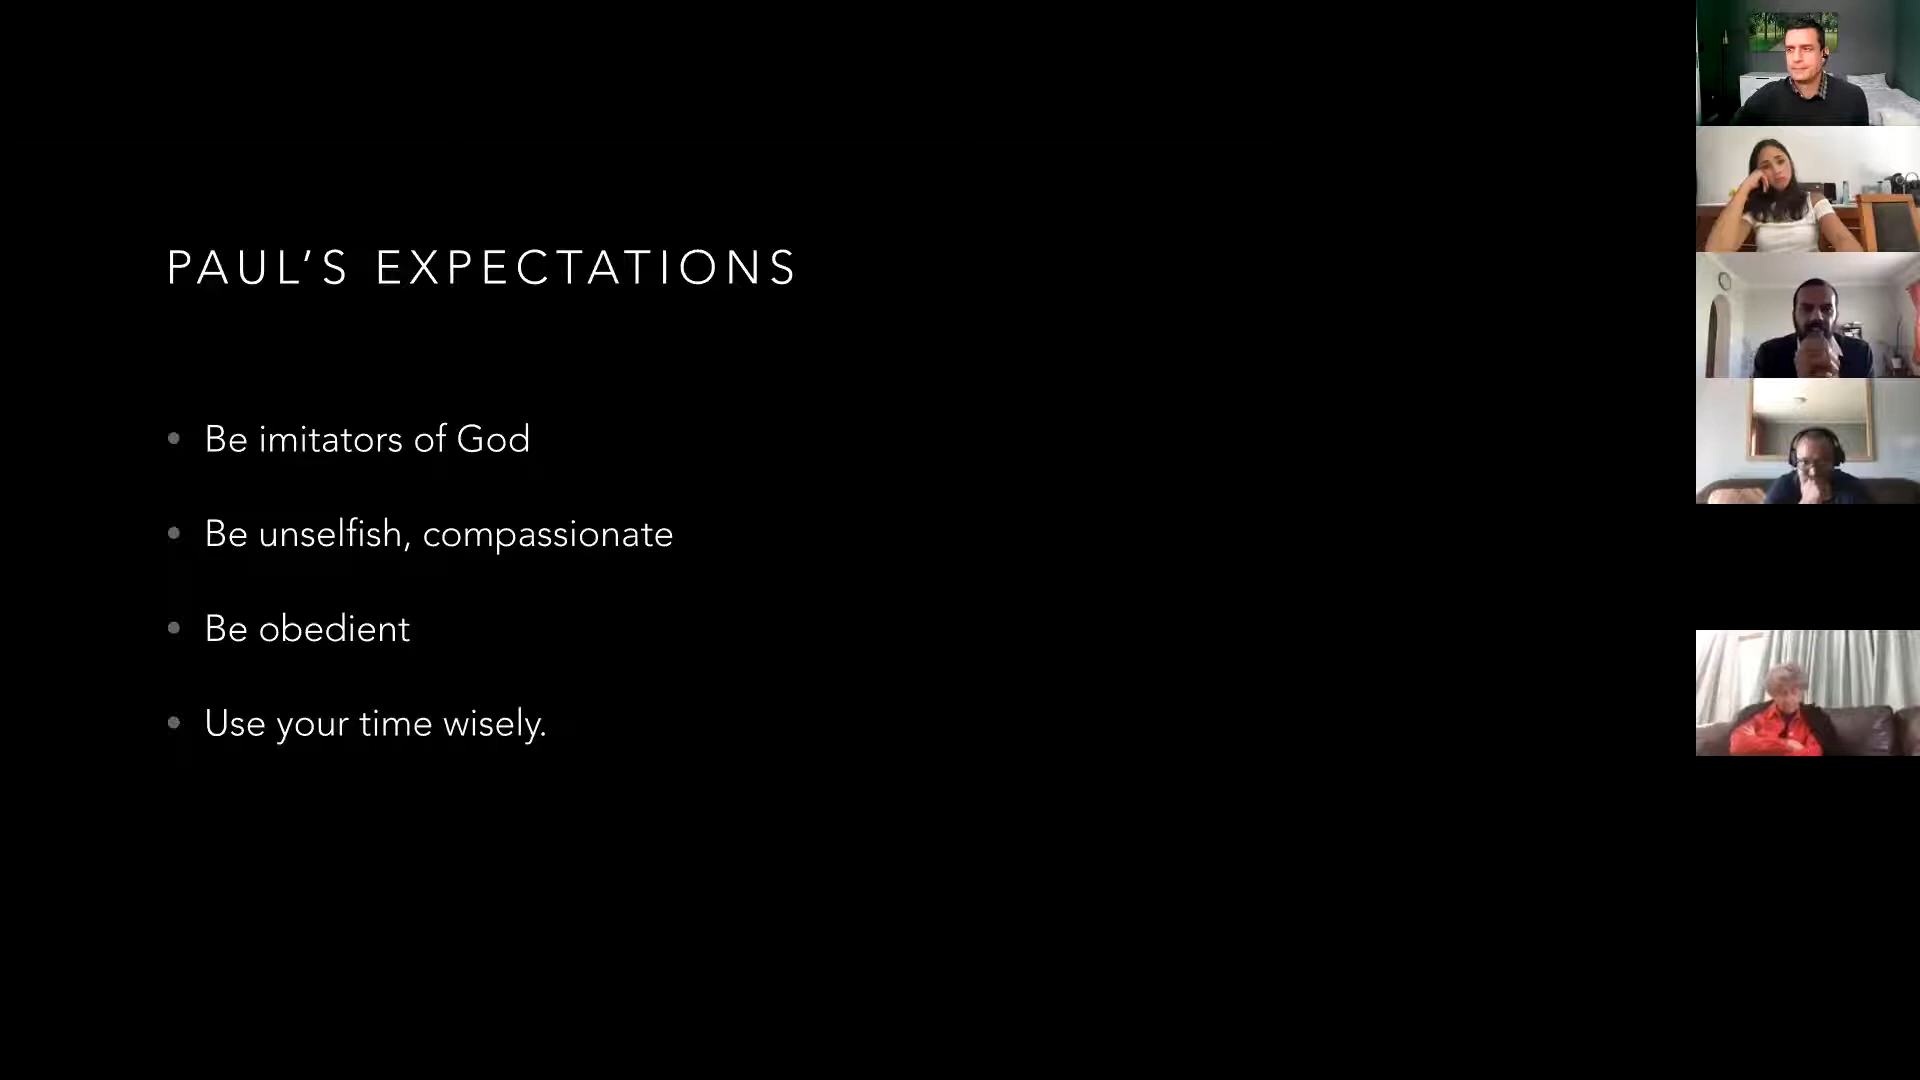 PAUL’S EXPECTATIONS
• Be imitators of God
• Be unselfish, compassionate
• Be obedient
• Use your time wisely.